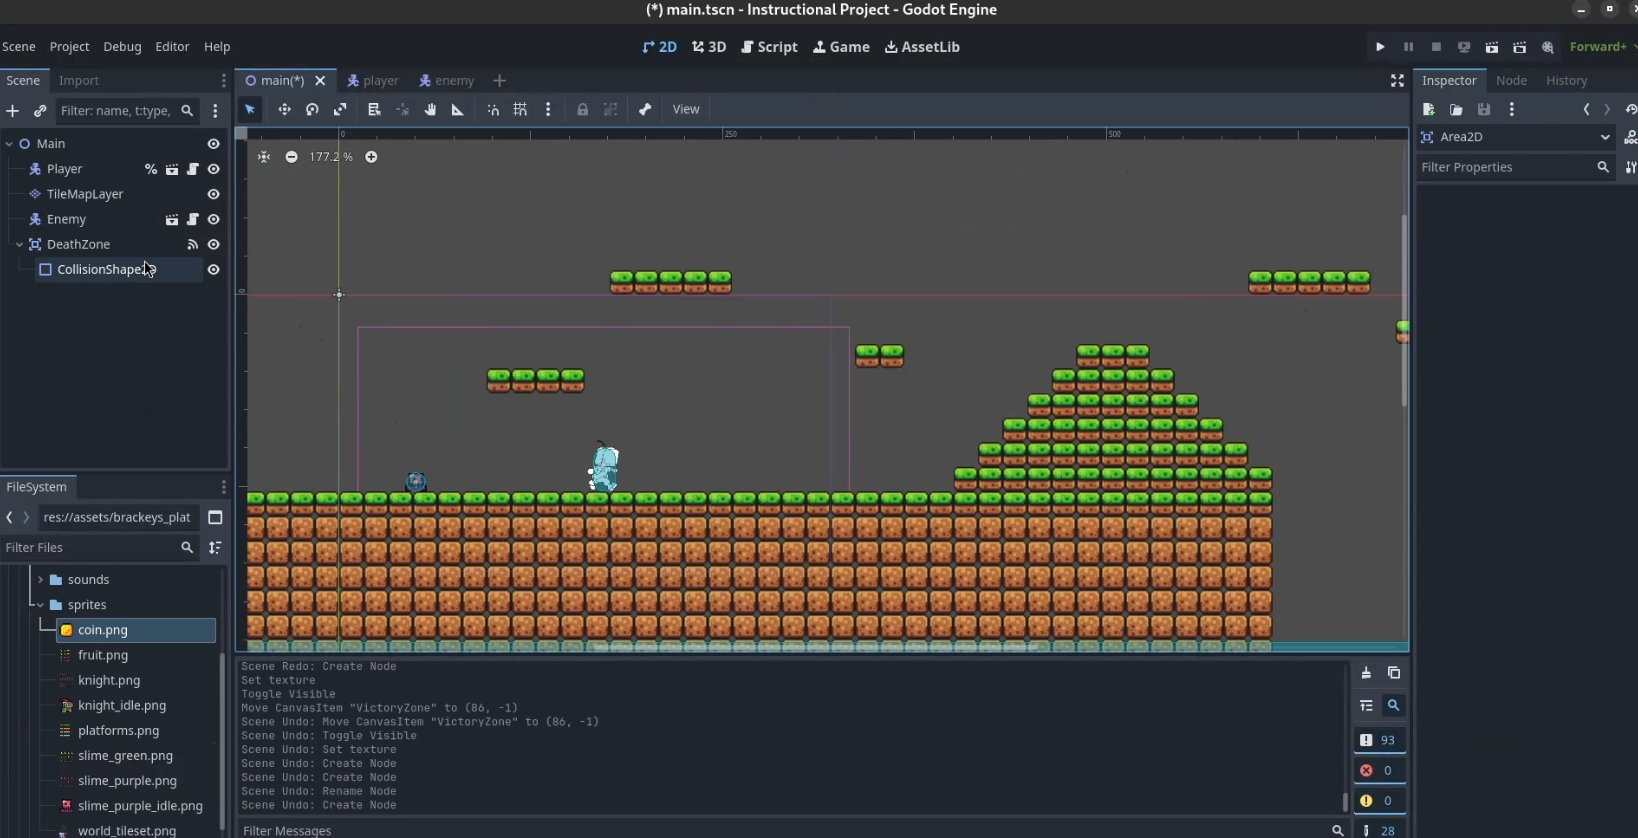 (*) main.tscn - Instructional Project - Godot Engine
Scene Project Debug Editor Help
2D 3D Script Game AssetLib
Forward+
Scene Import
main(*) player enemy
Inspector Node History
Filter: name, t:type,
View
Main
Player
TileMapLayer
Enemy
DeathZone
CollisionShape2D
0 250 500
177.2 %
0
Area2D
Filter Properties
FileSystem
res://assets/brackeys_plat
Filter Files
sounds
sprites
coin.png
fruit.png
knight.png
knight_idle.png
platforms.png
slime_green.png
slime_purple.png
slime_purple_idle.png
world_tileset.png
Scene Redo: Create Node
Set texture
Toggle Visible
Move CanvasItem "VictoryZone" to (86, -1)
Scene Undo: Move CanvasItem "VictoryZone" to (86, -1)
Scene Undo: Toggle Visible
Scene Undo: Set texture
Scene Undo: Create Node
Scene Undo: Create Node
Scene Undo: Rename Node
Scene Undo: Create Node
Filter Messages
93
0
0
28